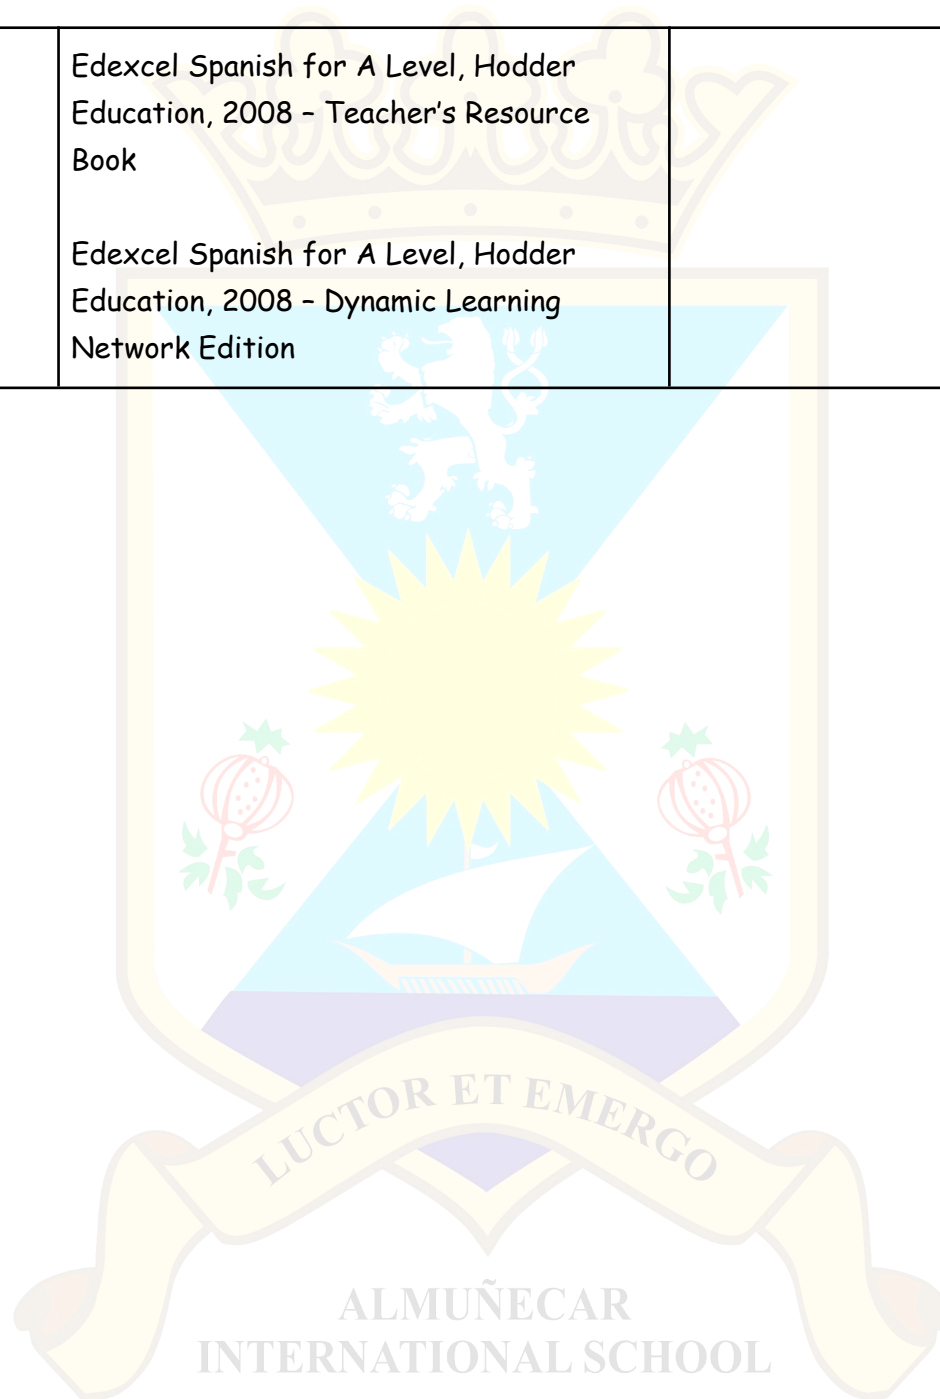 Edexcel Spanish for A Level, Hodder
Education, 2008 – Teacher's Resource
Book
Edexcel Spanish for A Level, Hodder
Education, 2008 – Dynamic Learning
Network Edition
LUCTOR ET EMERGO
ALMUÑECAR
INTERNATIONAL SCHOOL